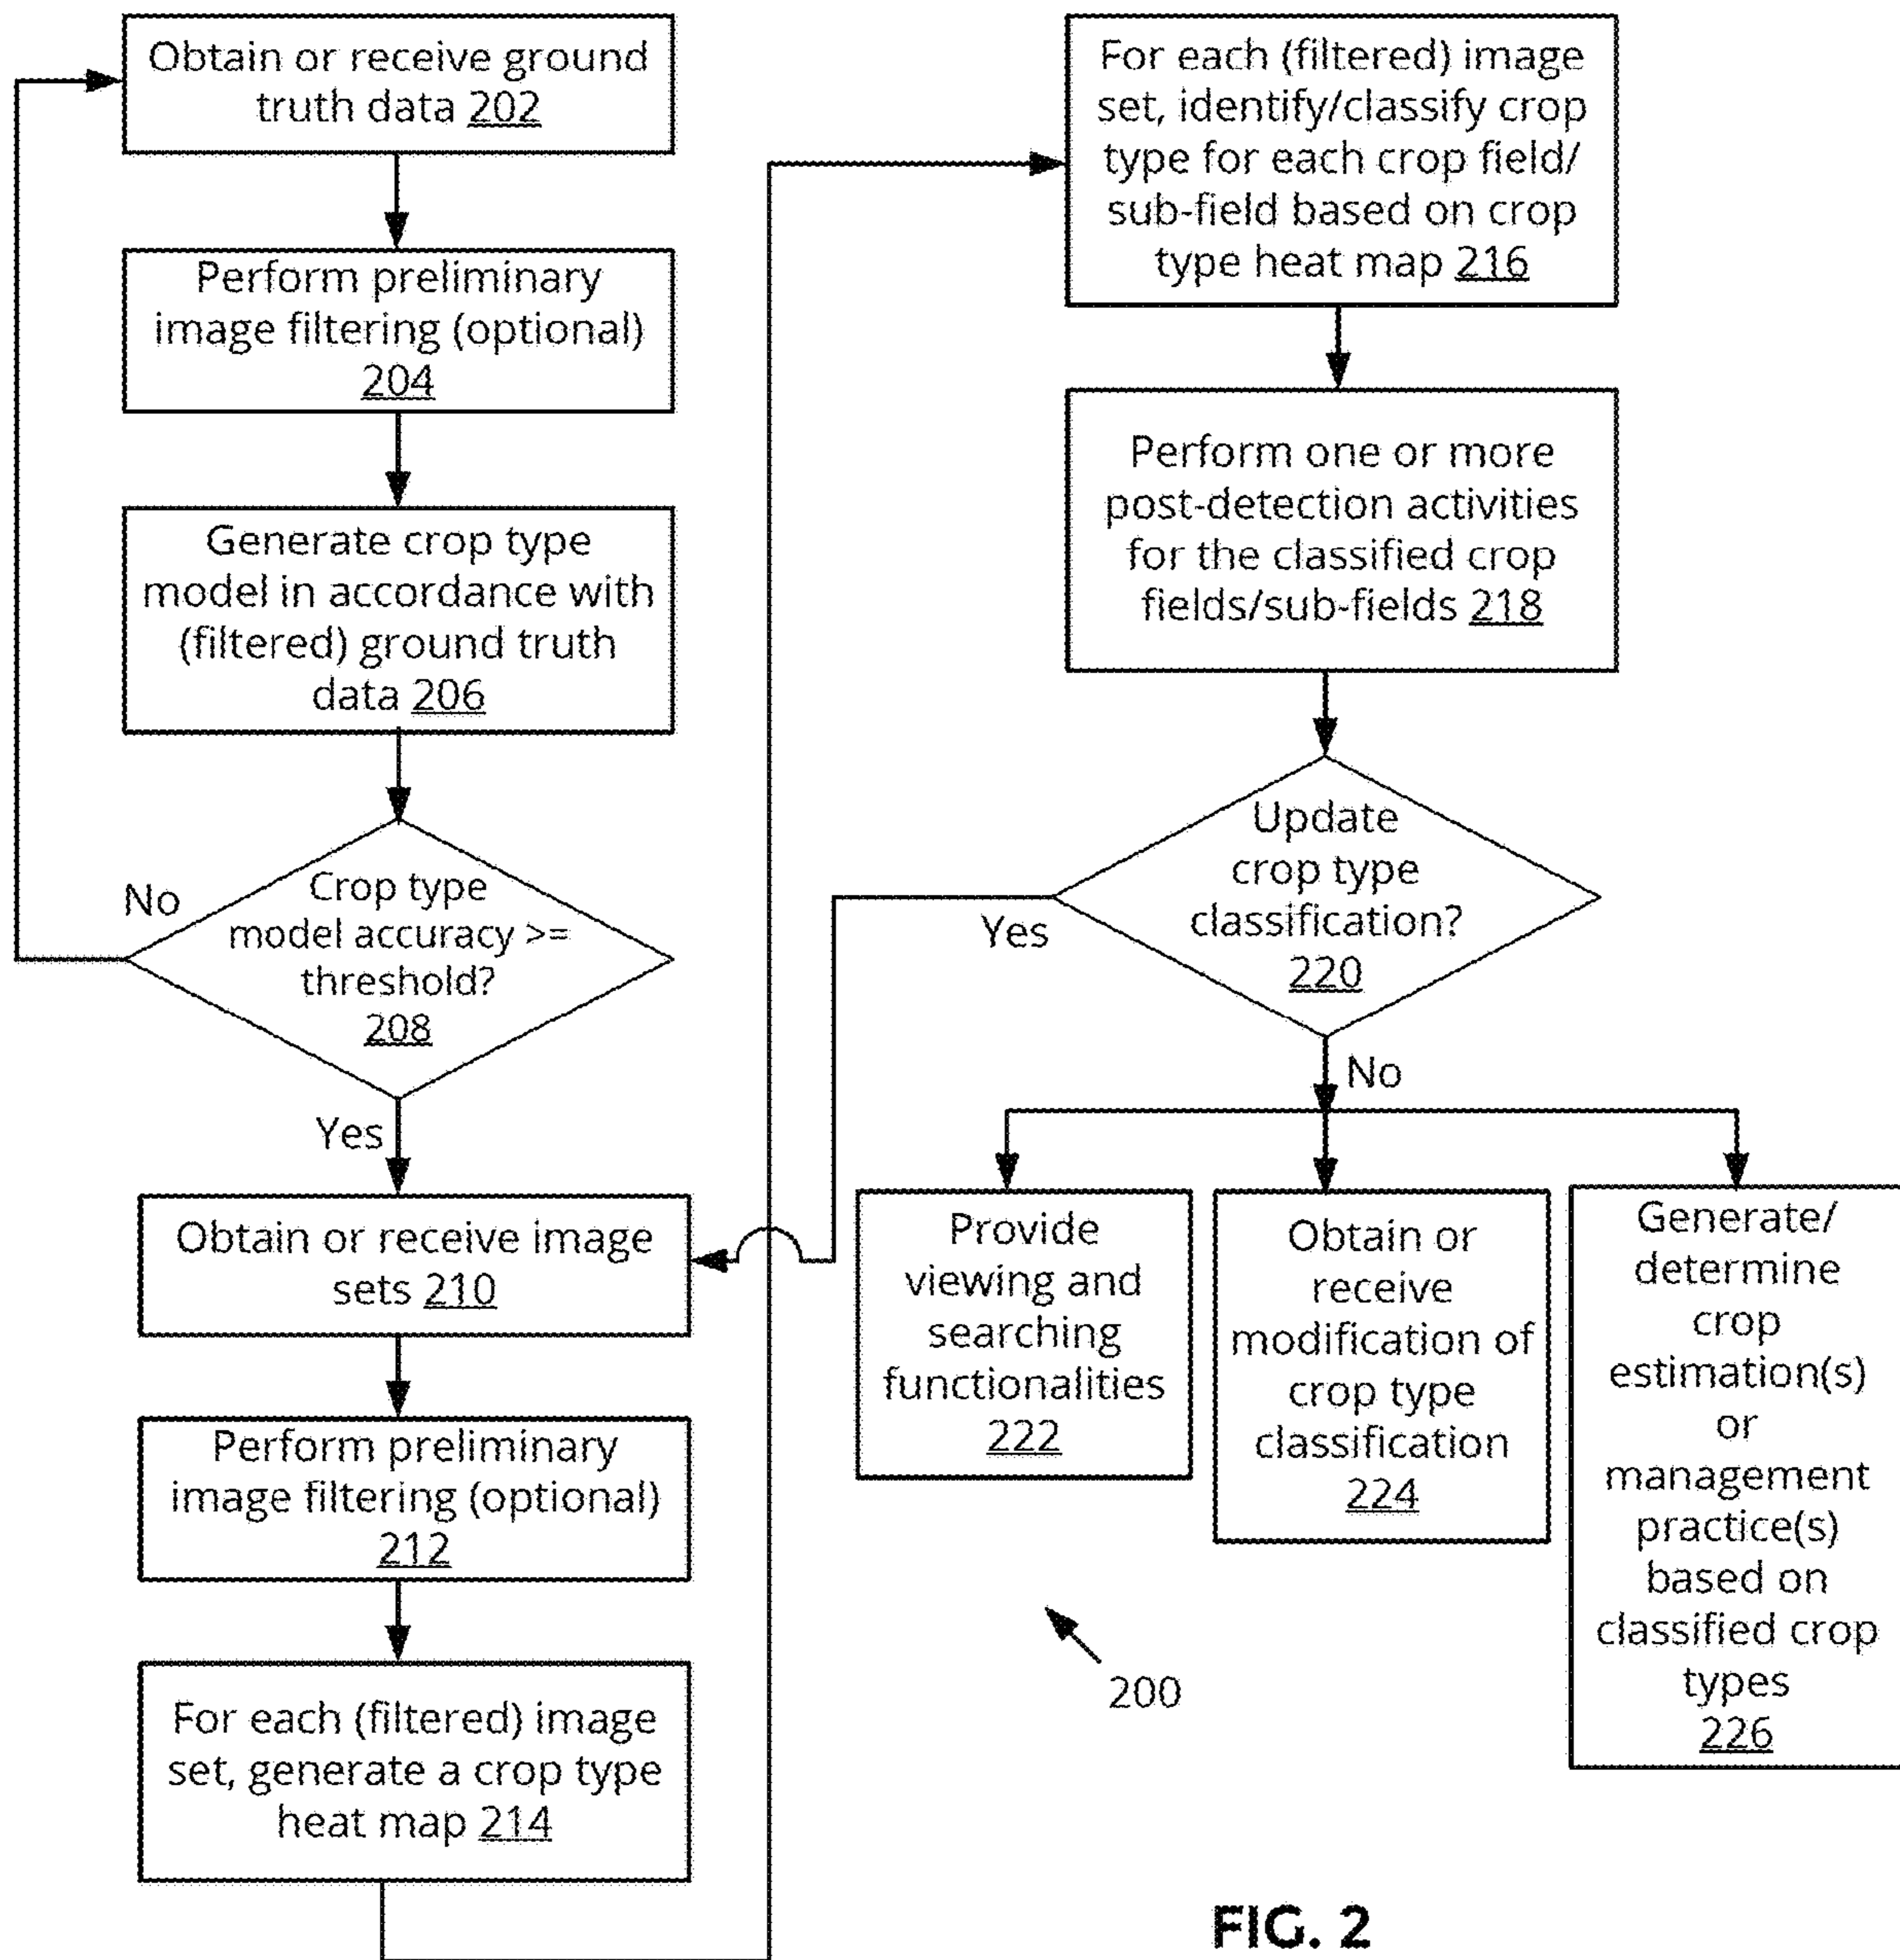 Obtain or receive ground
truth data 202
Perform preliminary
image filtering (optional)
204
Generate crop type
model in accordance with
(filtered) ground truth
data 206
No
Crop type
model accuracy >=
threshold?
208
Yes
Obtain or receive image
sets 210
Perform preliminary
image filtering (optional)
212
For each (filtered) image
set, generate a crop type
heat map 214
For each (filtered) image
set, identify/classify crop
type for each crop field/
sub-field based on crop
type heat map 216
Perform one or more
post-detection activities
for the classified crop
fields/sub-fields 218
Update
crop type
classification?
220
Yes
No
Provide
viewing and
searching
functionalities
222
Obtain or
receive
modification of
crop type
classification
224
Generate/
determine
crop
estimation(s)
or
management
practice(s)
based on
classified crop
types
226
200
FIG. 2